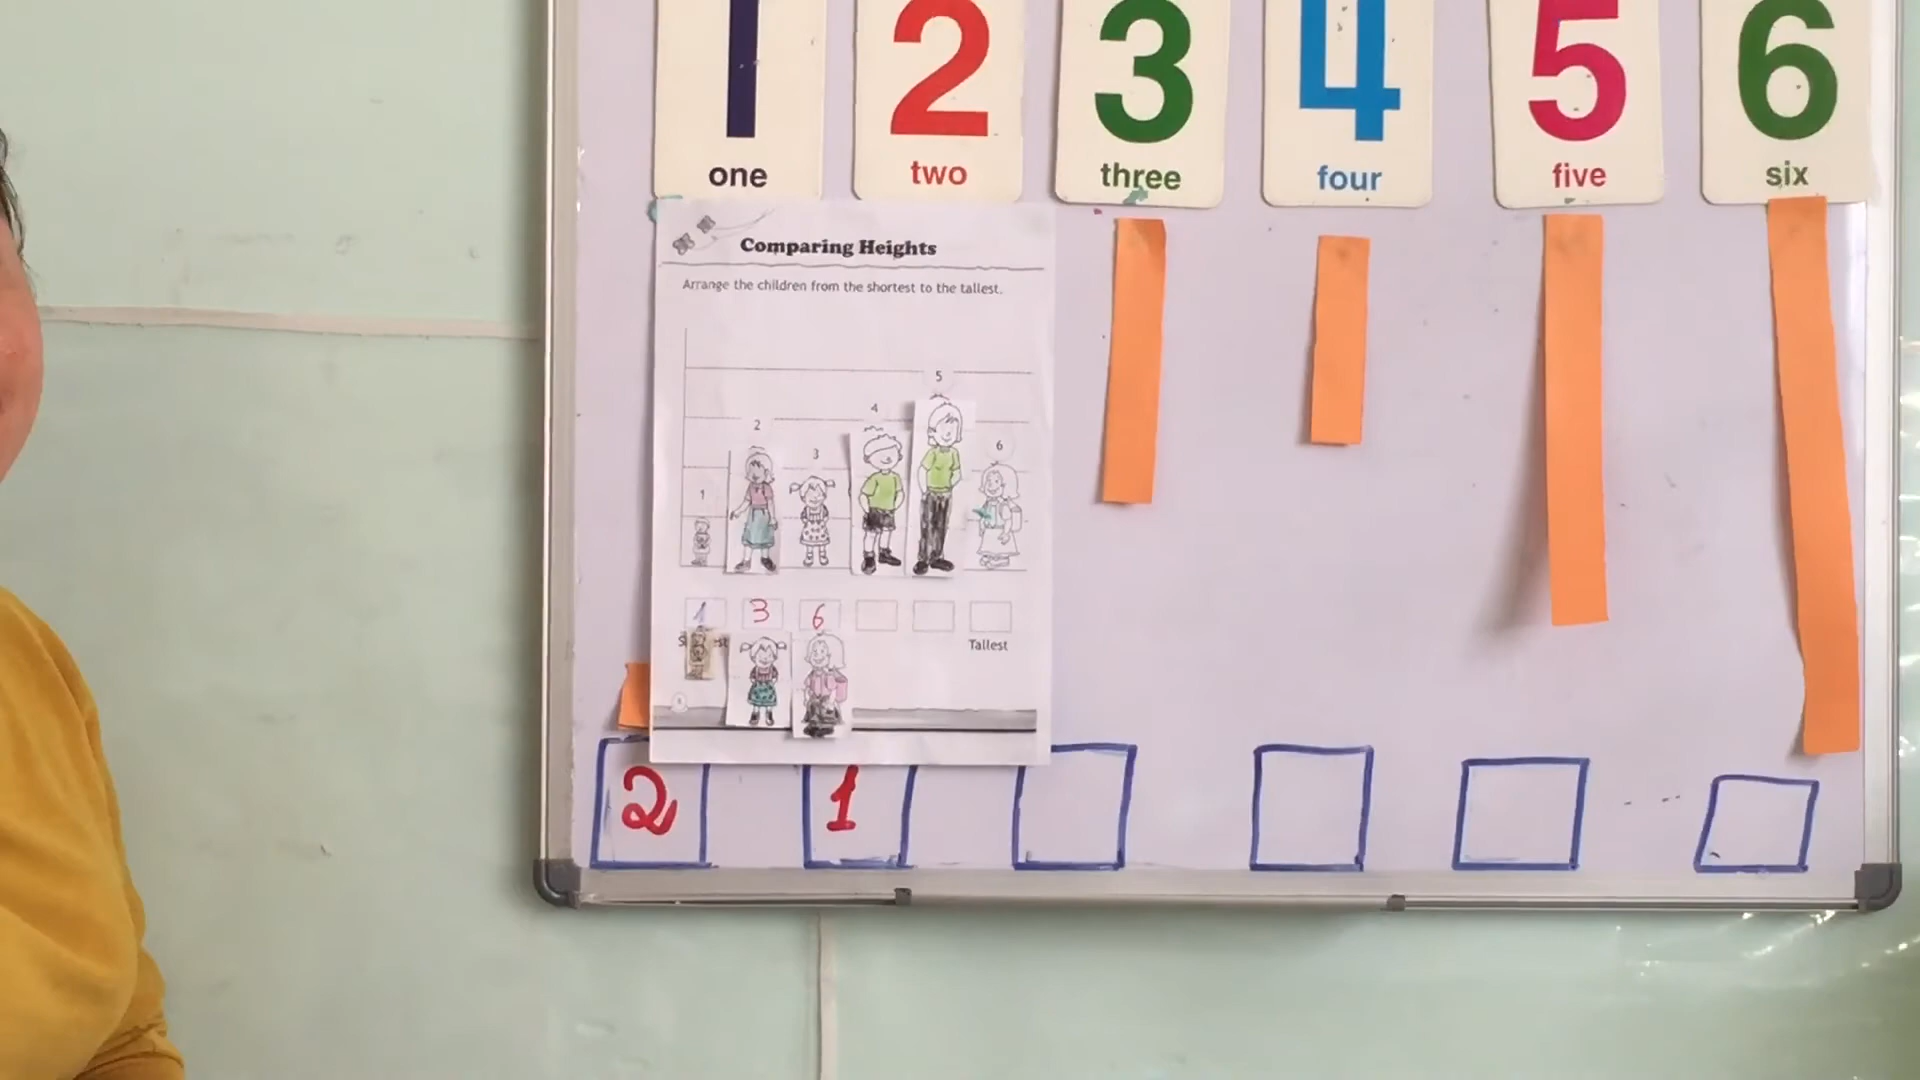 1 2 3 4 5 6
one two three four five six
Comparing Heights
Arrange the children from the shortest to the tallest.
5
4
2
6
3
1
1 3 6
Tallest
2 1